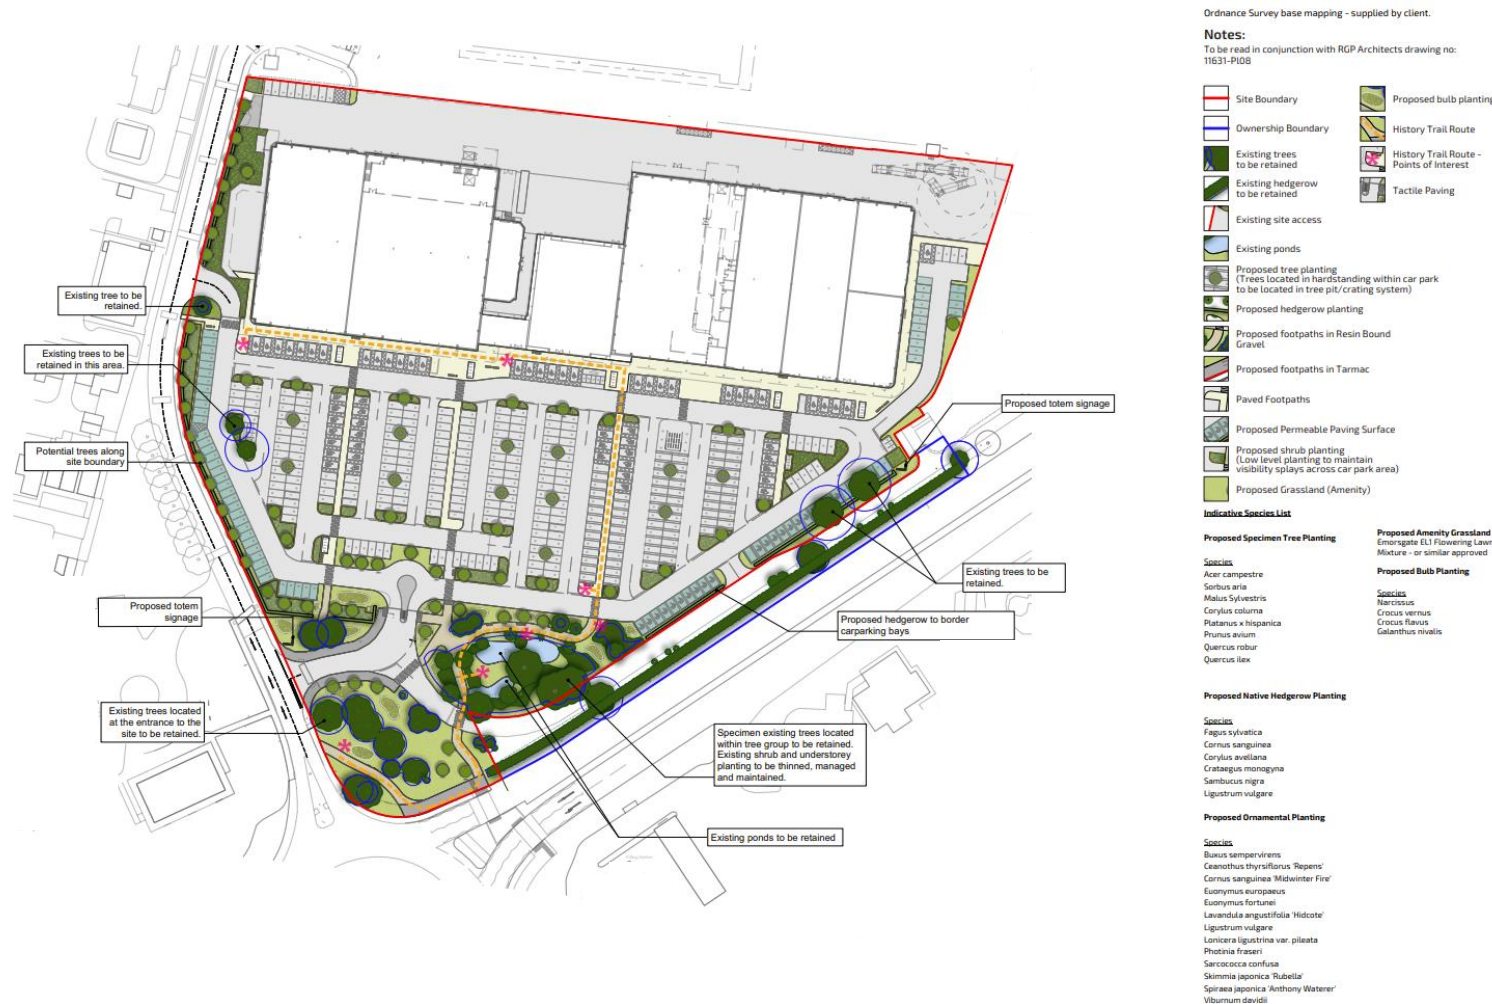 Ordnance Survey base mapping - supplied by client.
Notes:
To be read in conjunction with RGP Architects drawing no:
11631-PL08
Site Boundary
Ownership Boundary
Existing trees
to be retained
Existing hedgerow
to be retained
Existing site access
Existing ponds
Proposed tree planting
(Trees located in hardstanding within car park
to be located in tree pit/crating system)
Proposed hedgerow planting
Proposed footpaths in Resin Bound
Gravel
Proposed footpaths in Tarmac
Paved Footpaths
Proposed Permeable Paving Surface
Proposed shrub planting
(Low level planting to maintain
visibility splays across car park area)
Proposed Grassland (Amenity)
Proposed bulb planting
History Trail Route
History Trail Route -
Points of Interest
Tactile Paving
Indicative Species List
Proposed Specimen Tree Planting
Species
Acer campestre
Sorbus aria
Malus Sylvestris
Corylus colurna
Platanus x hispanica
Prunus avium
Quercus robur
Quercus ilex
Proposed Amenity Grassland
Emorsgate EL1 Flowering Lawn
Mixture - or similar approved
Proposed Bulb Planting
Species
Narcissus
Crocus vernus
Crocus flavus
Galanthus nivalis
Proposed Native Hedgerow Planting
Species
Fagus sylvatica
Cornus sanguinea
Corylus avellana
Crataegus monogyna
Sambucus nigra
Ligustrum vulgare
Proposed Ornamental Planting
Species
Buxus sempervirens
Ceanothus thyrsiflorus 'Repens'
Cornus sanguinea 'Midwinter Fire'
Euonymus europaeus
Euonymus fortunei
Lavandula angustifolia 'Hidcote'
Ligustrum vulgare
Lonicera ligustrina var. pileata
Photinia fraseri
Sarcococca confusa
Skimmia japonica 'Rubella'
Spiraea japonica 'Anthony Waterer'
Viburnum davidii
Existing tree to be
retained.
Existing trees to be
retained in this area.
Potential trees along
site boundary
Proposed totem
signage
Existing trees located
at the entrance to the
site to be retained.
Proposed totem signage
Existing trees to be
retained.
Proposed hedgerow to border
carparking bays
Specimen existing trees located
within tree group to be retained.
Existing shrub and understorey
planting to be thinned, managed
and maintained.
Existing ponds to be retained